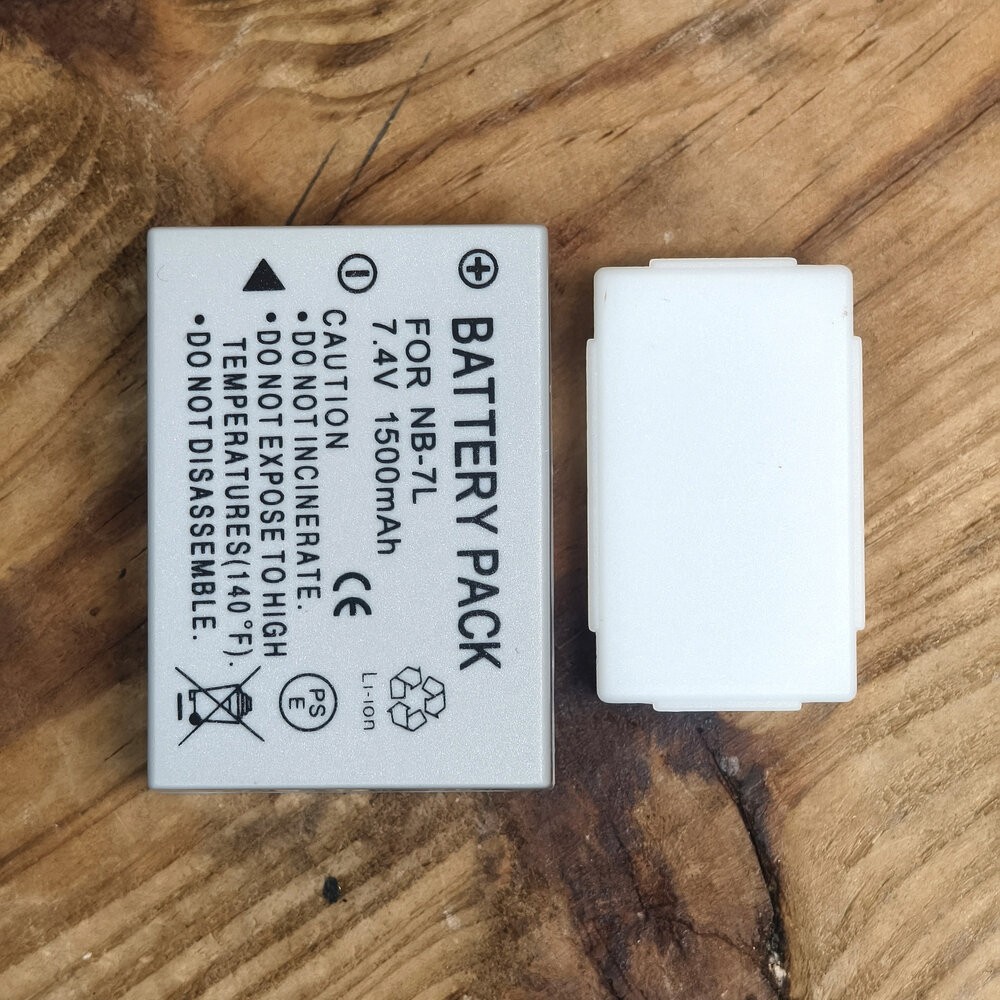 BATTERY PACK
FOR NB-7L
7.4V 1500mAh
CE
CAUTION
•DO NOT INCINERATE.
•DO NOT EXPOSE TO HIGH
TEMPERATURES(140°F).
•DO NOT DISASSEMBLE.
Li-ion
PS
E